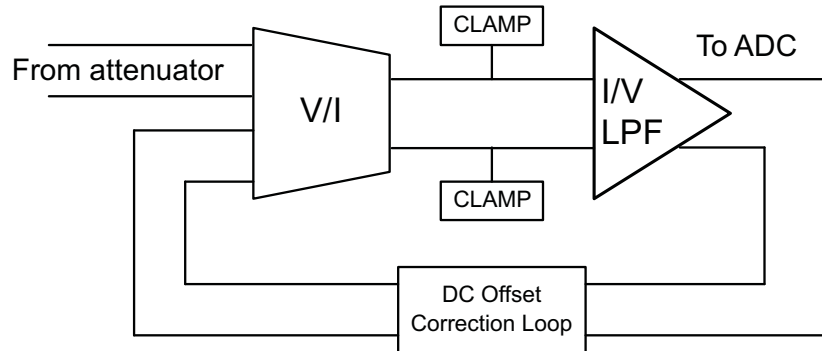 CLAMP
To ADC
From attenuator
V/I
I/V
LPF
CLAMP
DC Offset
Correction Loop